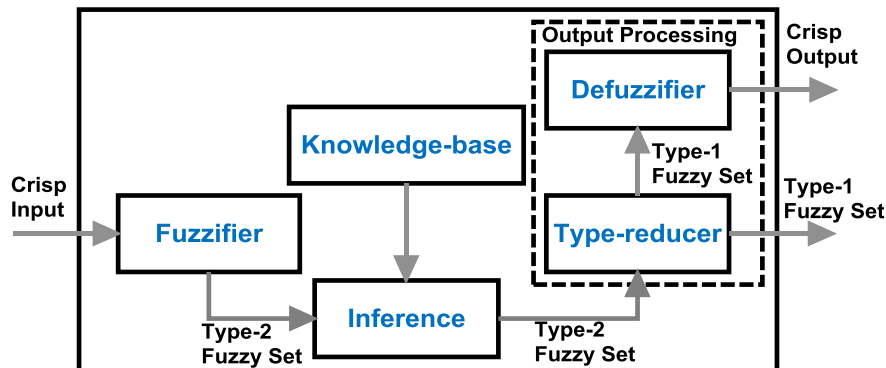 Output Processing
Crisp
Output
Defuzzifier
Knowledge-base
Type-1
Fuzzy Set
Crisp
Input
Type-1
Fuzzy Set
Fuzzifier
Type-reducer
Inference
Type-2
Fuzzy Set
Type-2
Fuzzy Set